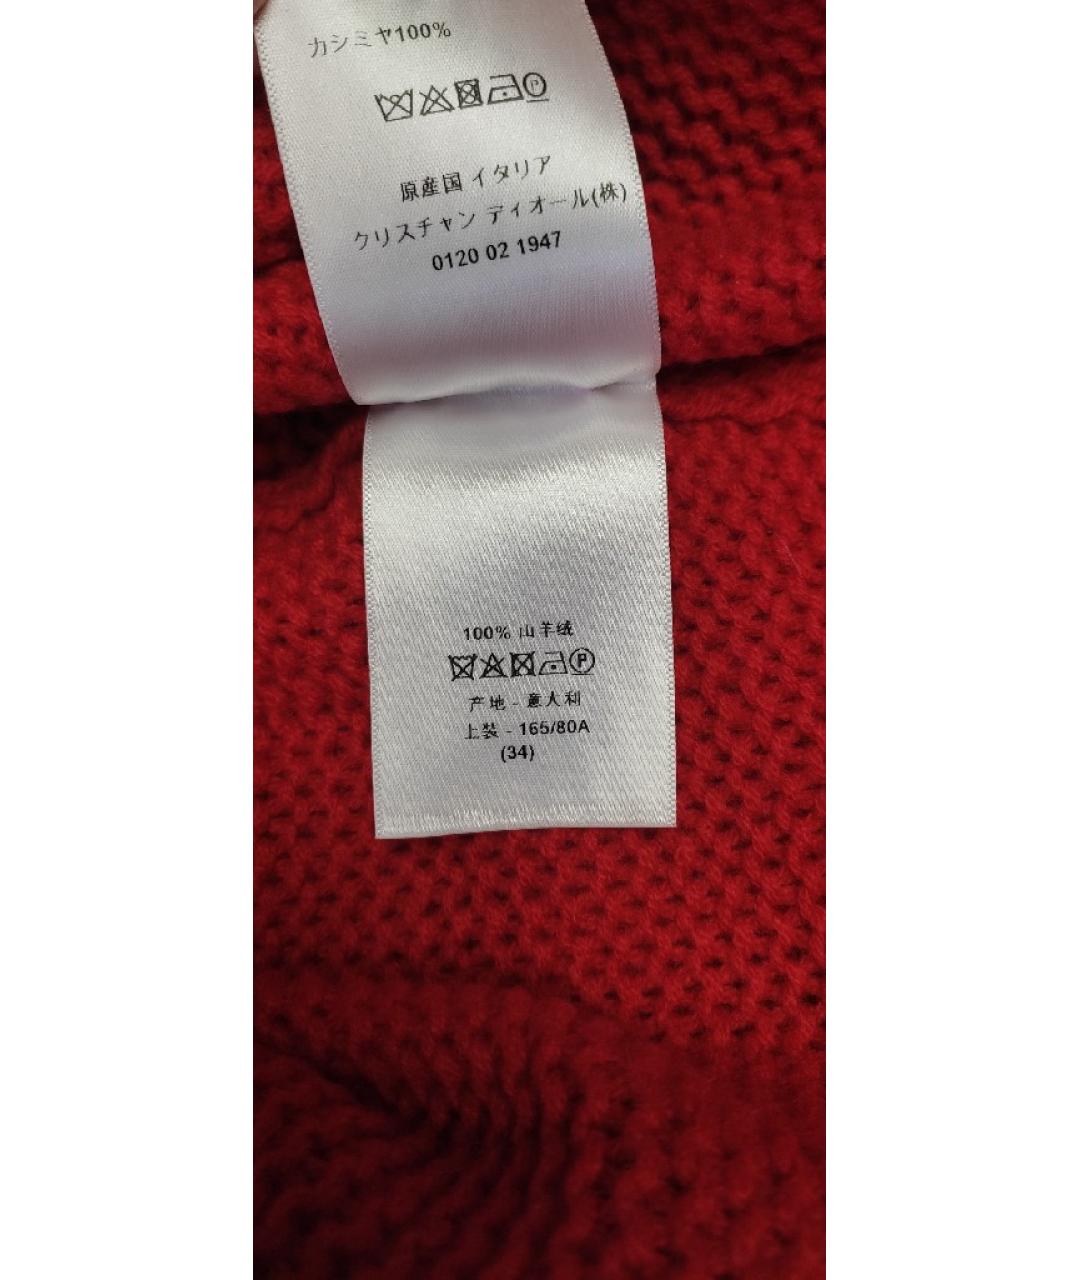 カシミヤ100%
原産国 イタリア
クリスチャン ディオール(株)
0120 02 1947
100% 山羊绒
产地 - 意大利
上装 - 165/80A
(34)